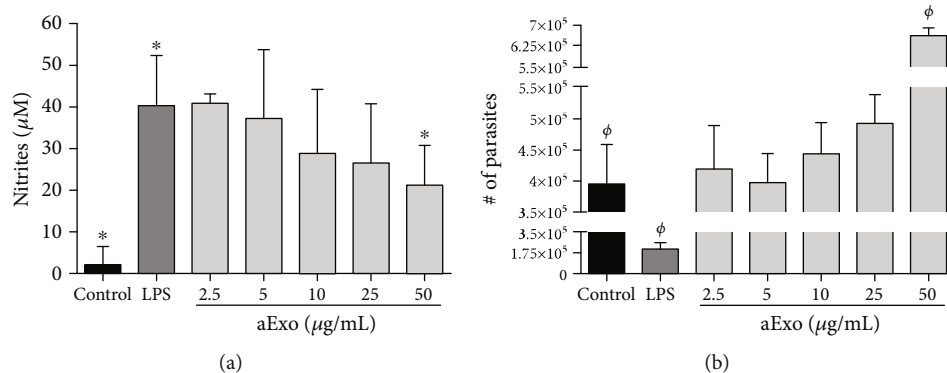 60
50
40
30
20
10
0
Nitrites (μM)
*
*
*
Control LPS 2.5 5 10 25 50
aExo (μg/mL)
(a)
7×10⁵
6.25×10⁵
5.5×10⁵
5.5×10⁵
5×10⁵
4.5×10⁵
4×10⁵
3.5×10⁵
3.5×10⁵
1.75×10⁵
0
# of parasites
ϕ
ϕ
ϕ
Control LPS 2.5 5 10 25 50
aExo (μg/mL)
(b)